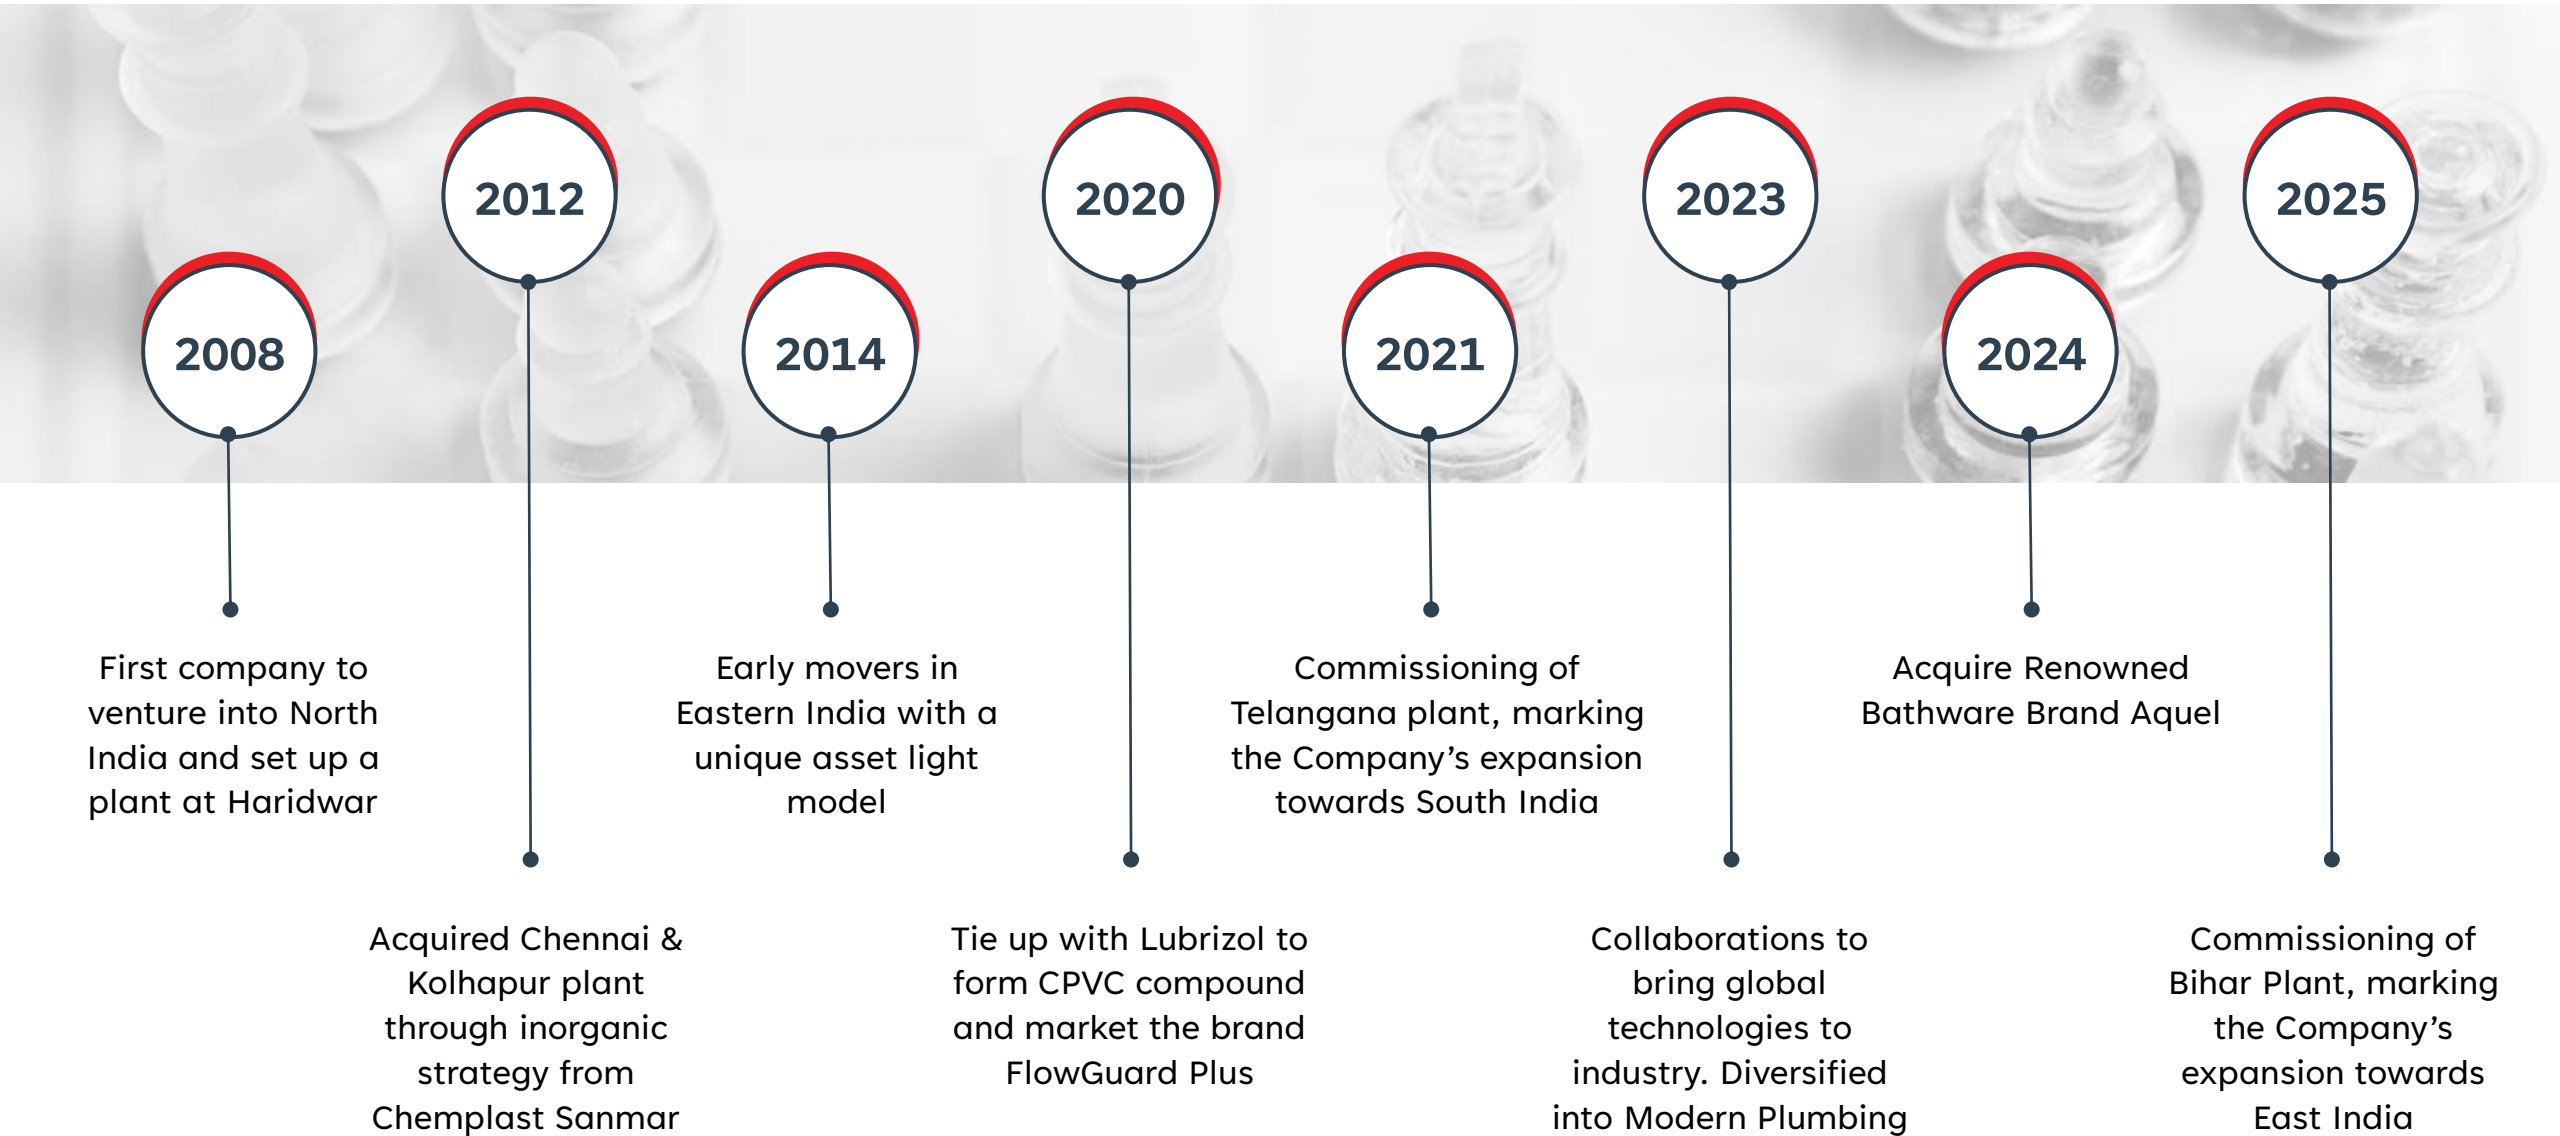 2008
First company to
venture into North
India and set up a
plant at Haridwar
2012
Acquired Chennai &
Kolhapur plant
through inorganic
strategy from
Chemplast Sanmar
2014
Early movers in
Eastern India with a
unique asset light
model
2020
Tie up with Lubrizol to
form CPVC compound
and market the brand
FlowGuard Plus
2021
Commissioning of
Telangana plant, marking
the Company’s expansion
towards South India
2023
Collaborations to
bring global
technologies to
industry. Diversified
into Modern Plumbing
2024
Acquire Renowned
Bathware Brand Aquel
2025
Commissioning of
Bihar Plant, marking
the Company’s
expansion towards
East India